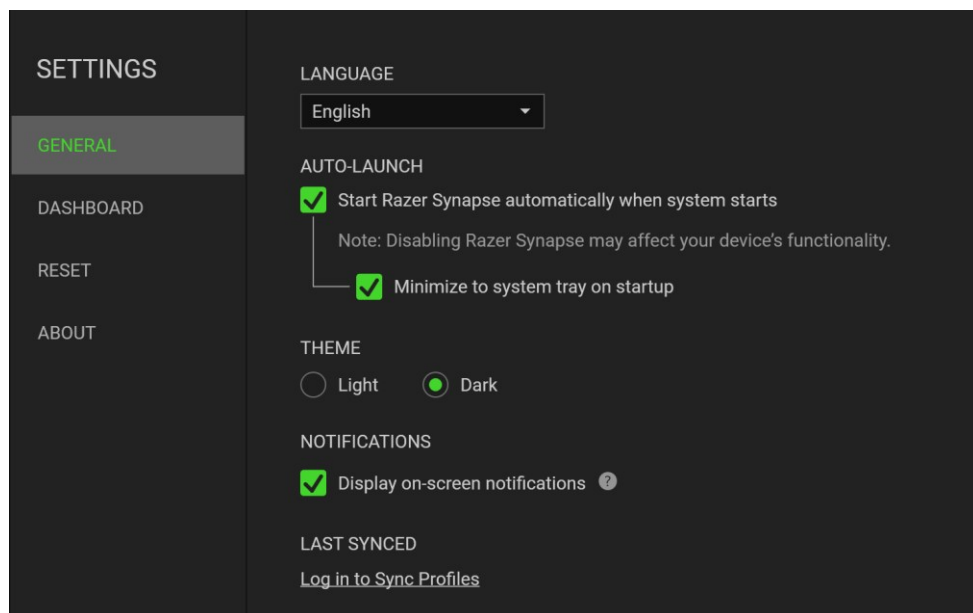 SETTINGS
GENERAL
DASHBOARD
RESET
ABOUT
LANGUAGE
English
AUTO-LAUNCH
Start Razer Synapse automatically when system starts
Note: Disabling Razer Synapse may affect your device’s functionality.
Minimize to system tray on startup
THEME
Light Dark
NOTIFICATIONS
Display on-screen notifications ?
LAST SYNCED
Log in to Sync Profiles